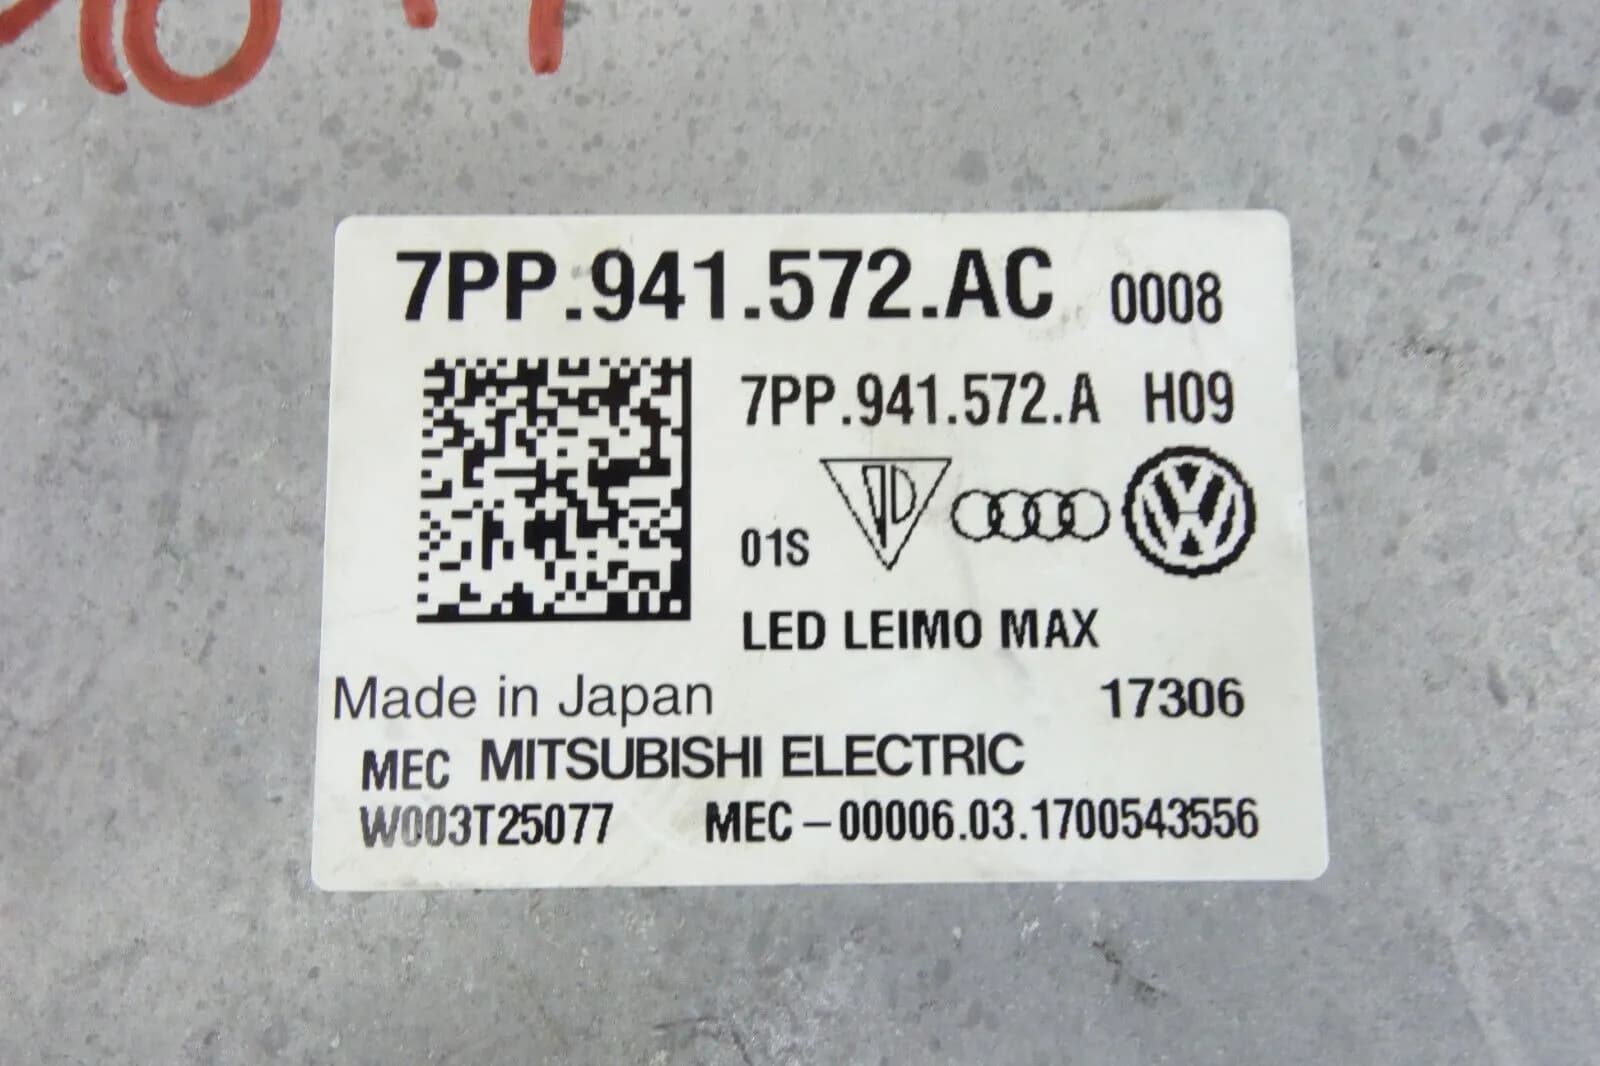 7PP.941.572.AC 0008
7PP.941.572.A H09
01S
LED LEIMO MAX
Made in Japan 17306
MEC MITSUBISHI ELECTRIC
W003T25077 MEC-00006.03.1700543556